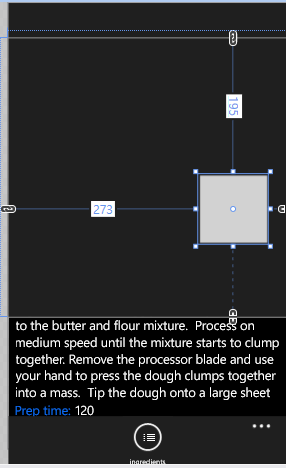 195
273
to the butter and flour mixture.  Process on
medium speed until the mixture starts to clump
together. Remove the processor blade and use
your hand to press the dough clumps together
into a mass.  Tip the dough onto a large sheet
Prep time: 120
ingredients